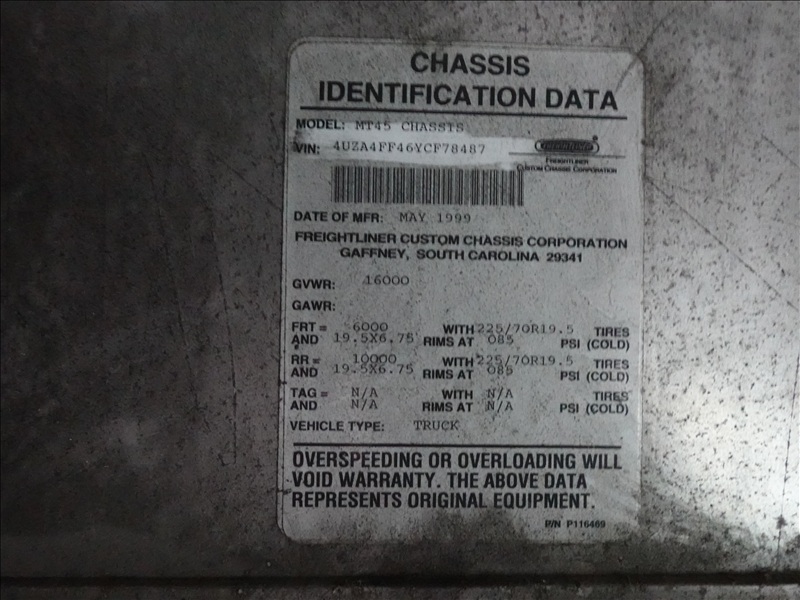 CHASSIS
IDENTIFICATION DATA
MODEL: MT45 CHASSIS
VIN: 4UZA4FF46YCF78487
FREIGHTLINER
FREIGHTLINER
CUSTOM CHASSIS CORPORATION
DATE OF MFR: MAY 1999
FREIGHTLINER CUSTOM CHASSIS CORPORATION
GAFFNEY, SOUTH CAROLINA 29341
GVWR: 16000
GAWR:
FRT = 6000 WITH 225/70R19.5 TIRES
AND 19.5X6.75 RIMS AT 085 PSI (COLD)
RR = 10000 WITH 225/70R19.5 TIRES
AND 19.5X6.75 RIMS AT 085 PSI (COLD)
TAG = N/A WITH N/A TIRES
AND N/A RIMS AT N/A PSI (COLD)
VEHICLE TYPE: TRUCK
OVERSPEEDING OR OVERLOADING WILL
VOID WARRANTY. THE ABOVE DATA
REPRESENTS ORIGINAL EQUIPMENT.
P/N P116469